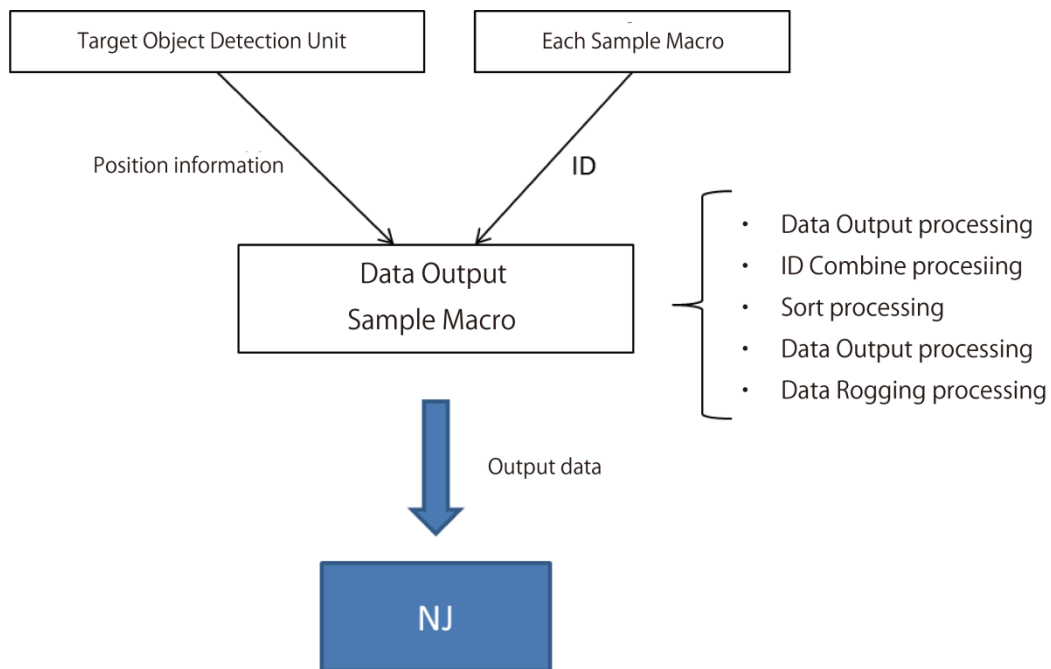 Target Object Detection Unit
Each Sample Macro
Position information
ID
Data Output
Sample Macro
・ Data Output processing
・ ID Combine procesiing
・ Sort processing
・ Data Output processing
・ Data Rogging processing
Output data
NJ